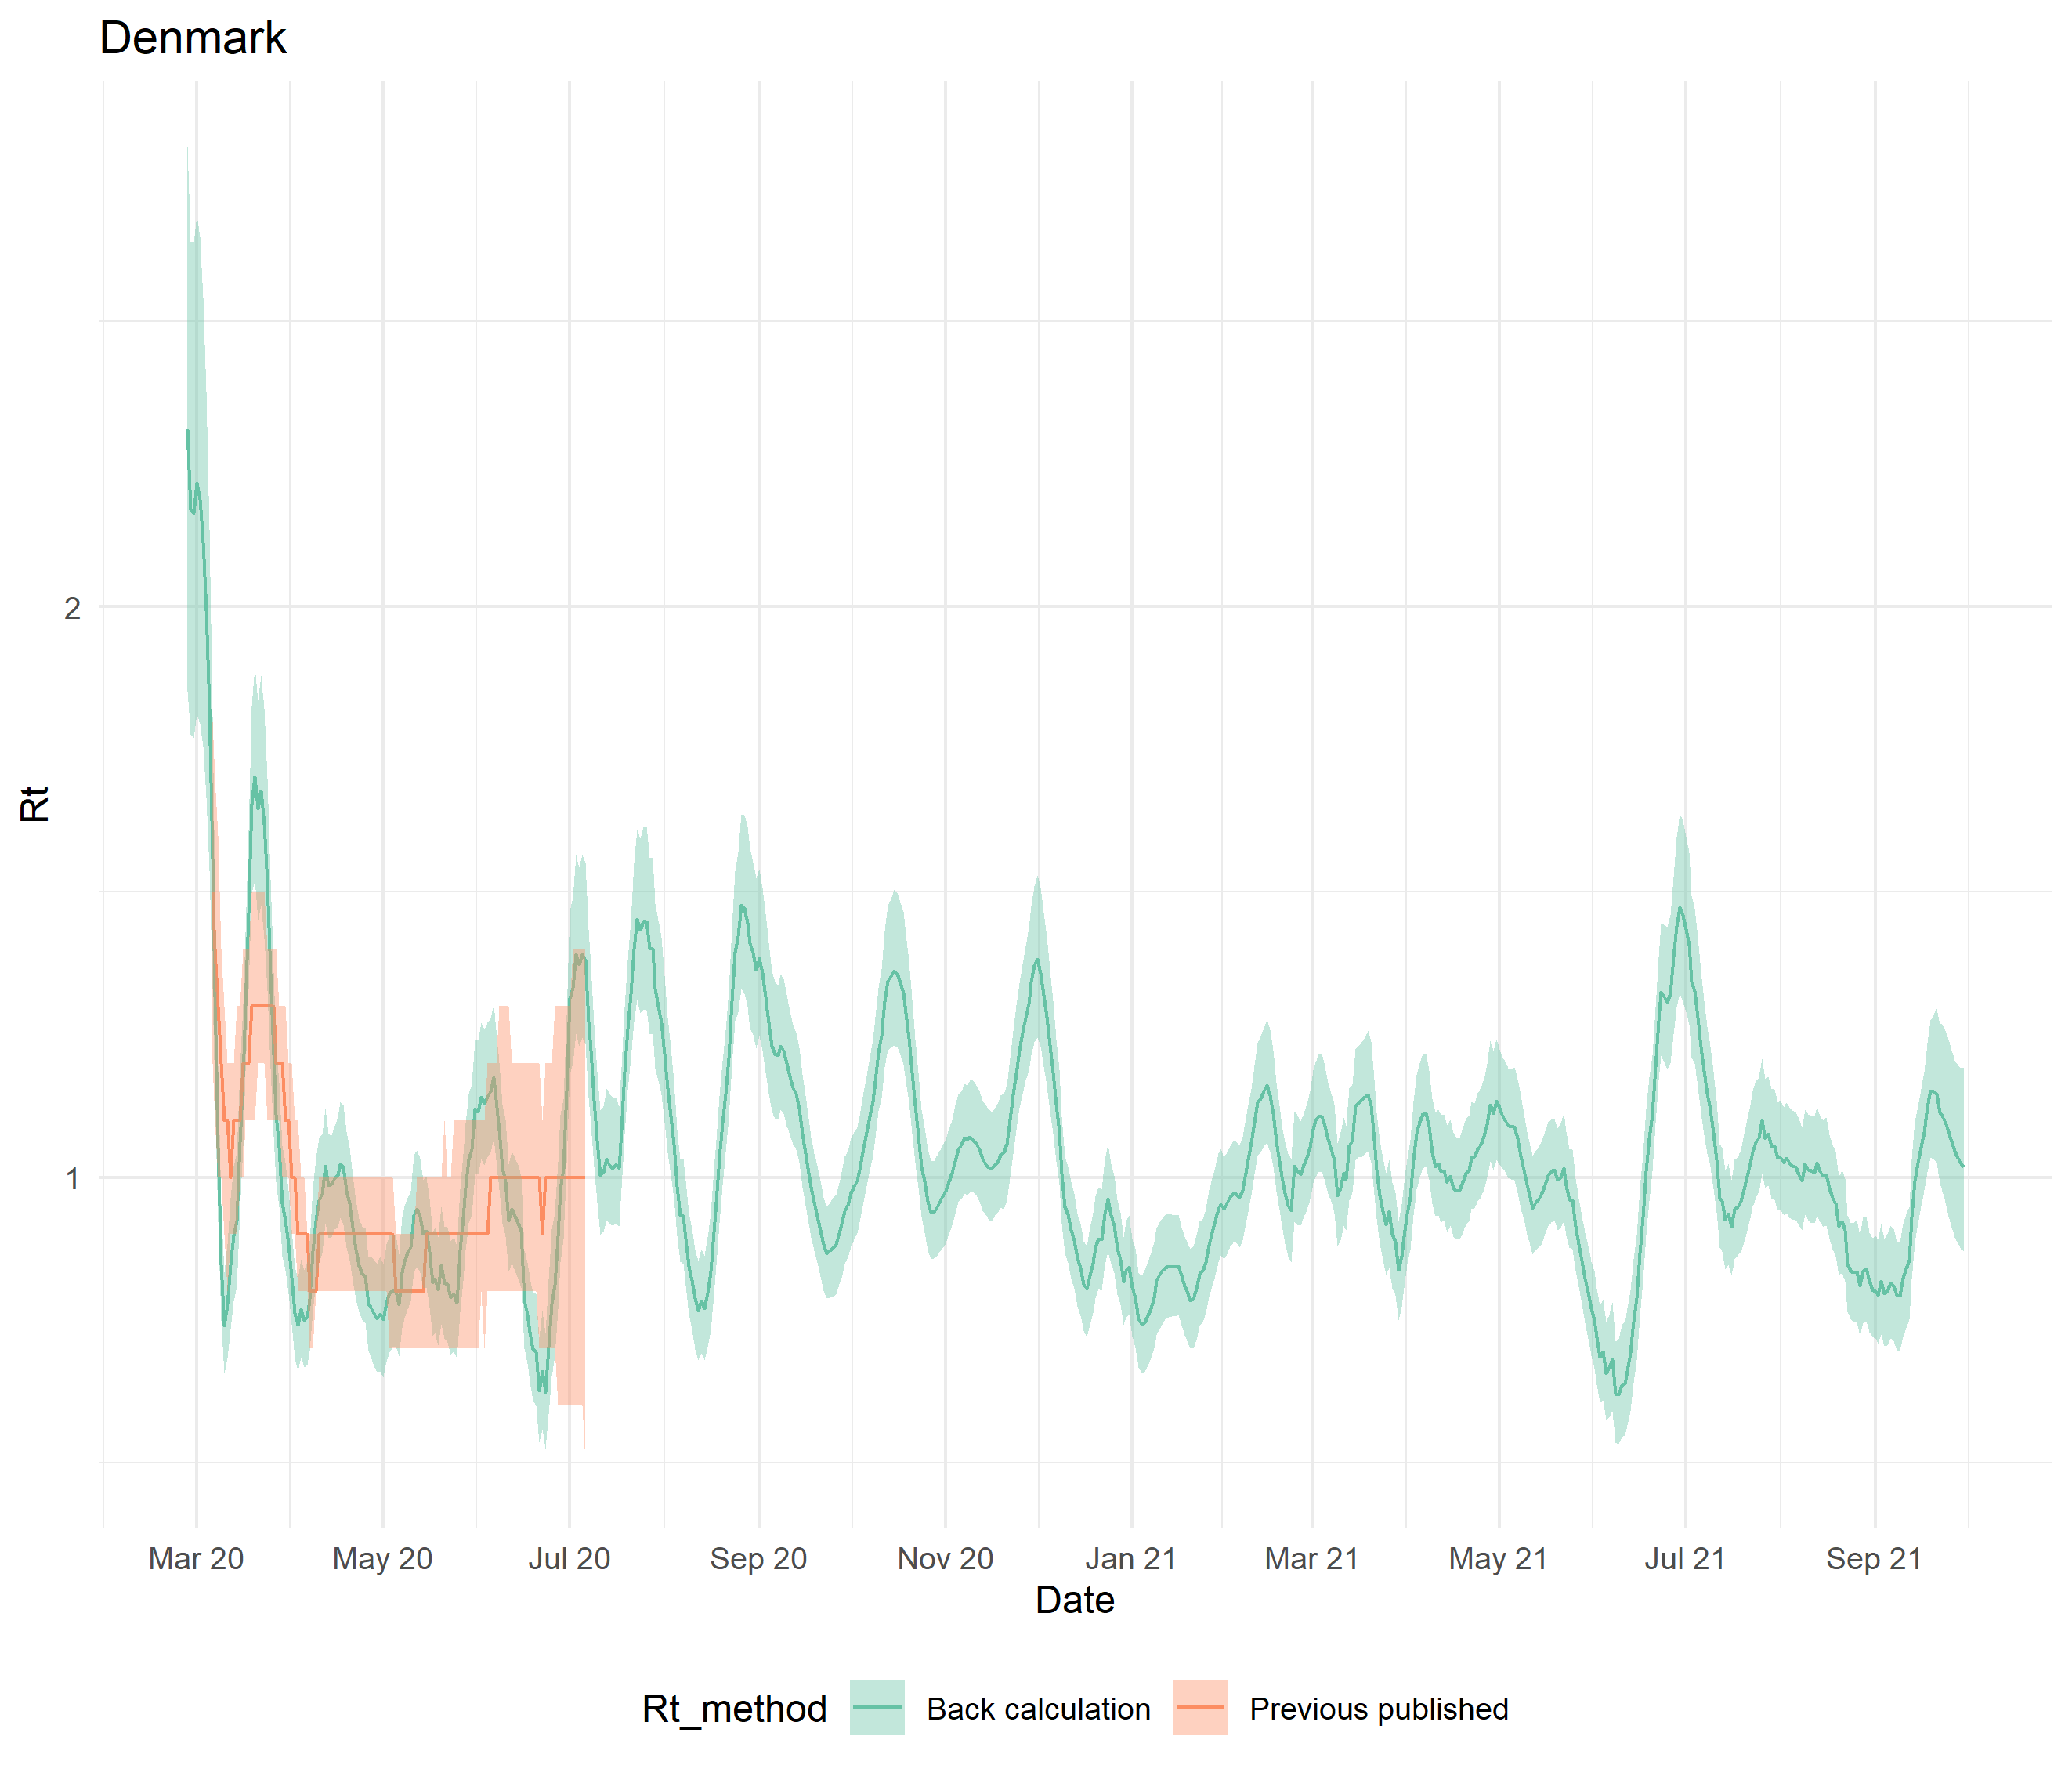 Denmark
Rt
2
1
Mar 20 May 20 Jul 20 Sep 20 Nov 20 Jan 21 Mar 21 May 21 Jul 21 Sep 21
Date
Rt_method Back calculation Previous published